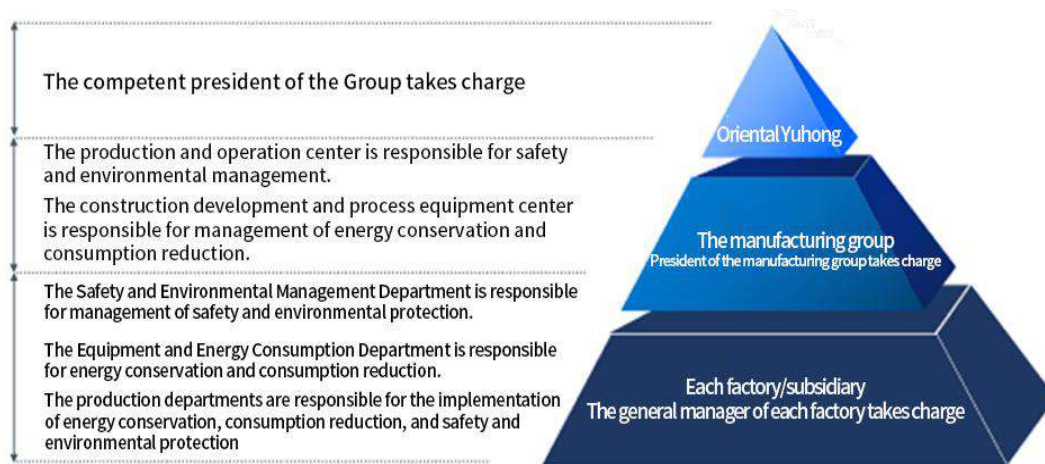 The competent president of the Group takes charge
Oriental Yuhong
The production and operation center is responsible for safety
and environmental management.
The construction development and process equipment center
is responsible for management of energy conservation and
consumption reduction.
The manufacturing group
President of the manufacturing group takes charge
The Safety and Environmental Management Department is responsible
for management of safety and environmental protection.
The Equipment and Energy Consumption Department is responsible
for energy conservation and consumption reduction.
The production departments are responsible for the implementation
of energy conservation, consumption reduction, and safety and
environmental protection
Each factory/subsidiary
The general manager of each factory takes charge